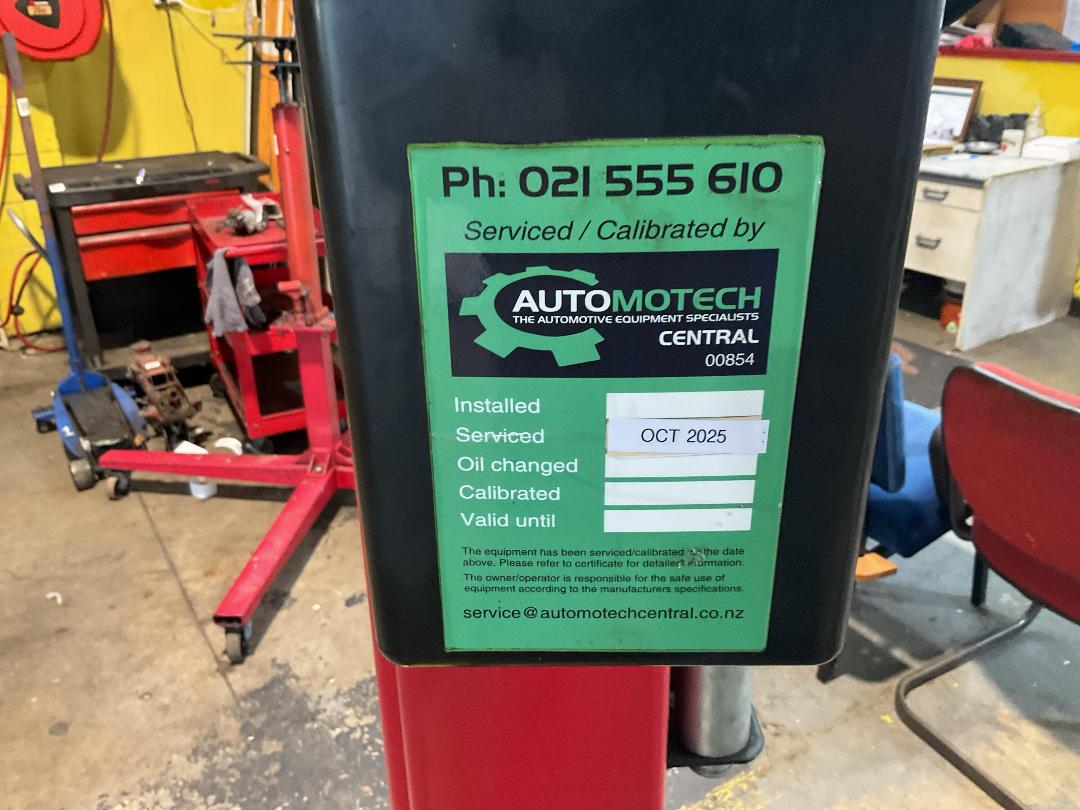 Ph: 021 555 610
Serviced / Calibrated by
AUTOMOTECH
THE AUTOMOTIVE EQUIPMENT SPECIALISTS
CENTRAL
00854
Installed
Serviced OCT 2025
Oil changed
Calibrated
Valid until
The equipment has been serviced/calibrated on the date
above. Please refer to certificate for detailed information.
The owner/operator is responsible for the safe use of
equipment according to the manufacturers specifications.
service@automotechcentral.co.nz